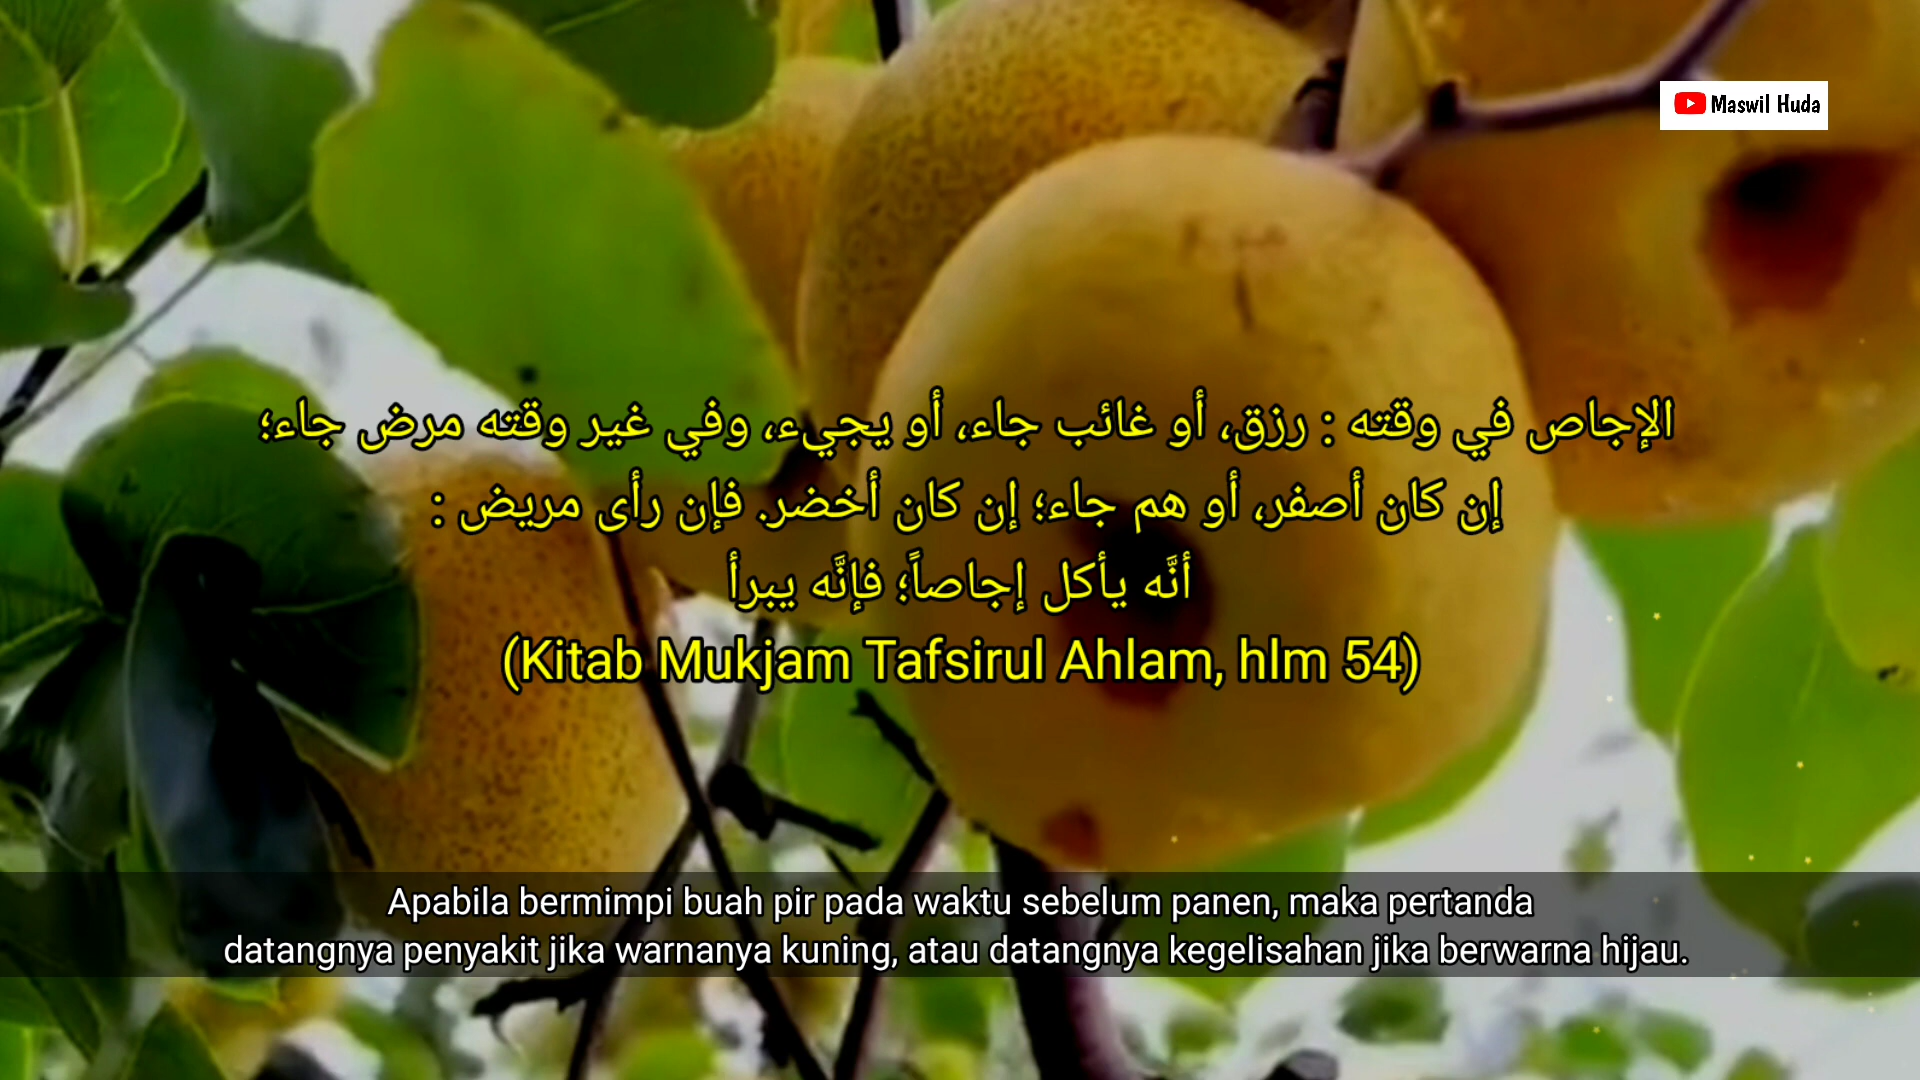 Maswil Huda
الإجاص في وقته : رزق، أو غائب جاء، أو يجيء، وفي غير وقته مرض جاء؛
إن كان أصفر، أو هم جاء؛ إن كان أخضر. فإن رأى مريض :
أنَّه يأكل إجاصاً؛ فإنَّه يبرأ
(Kitab Mukjam Tafsirul Ahlam, hlm 54)
Apabila bermimpi buah pir pada waktu sebelum panen, maka pertanda
datangnya penyakit jika warnanya kuning, atau datangnya kegelisahan jika berwarna hijau.